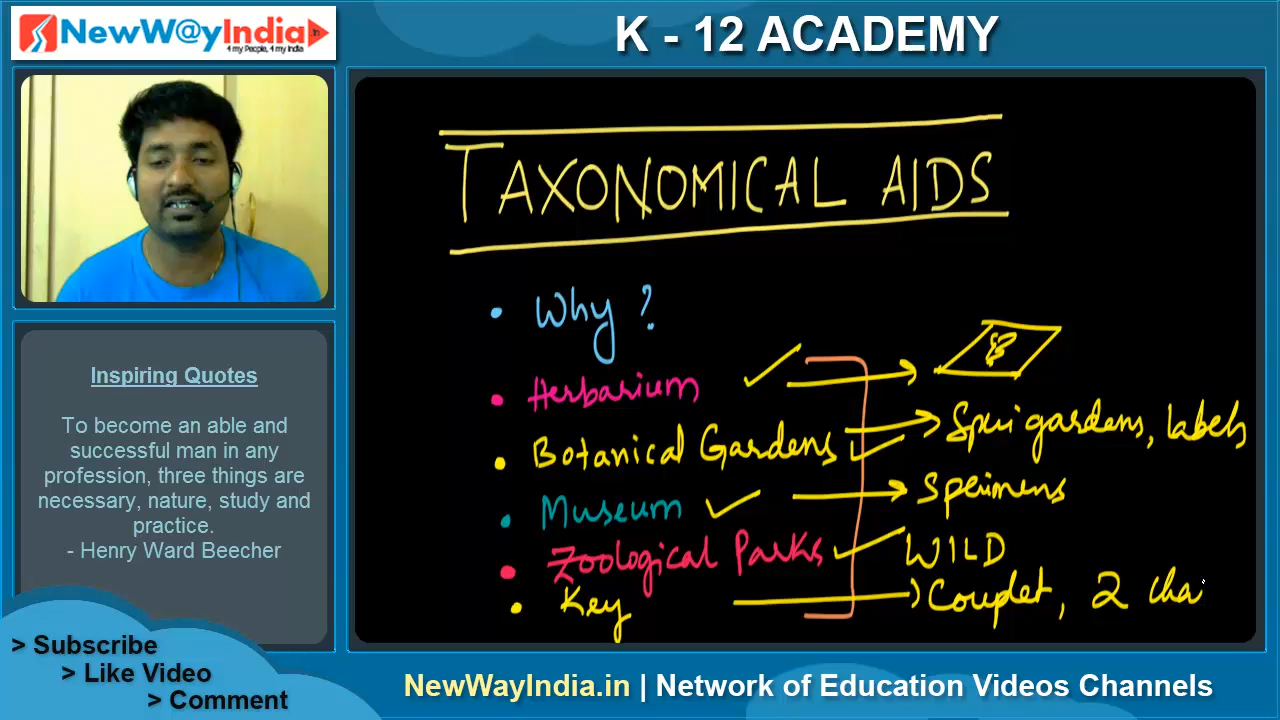 NewW@yIndia.in
4 my People, 4 my India
K - 12 ACADEMY
TAXONOMICAL AIDS
• Why ?
• Herbarium
• Botanical Gardens → gardens, labels
• Museum → Specimens
• Zoological Parks WILD
• Key → Couplet, 2 cha
Inspiring Quotes
To become an able and
successful man in any
profession, three things are
necessary, nature, study and
practice.
- Henry Ward Beecher
> Subscribe
> Like Video
> Comment
NewWayIndia.in | Network of Education Videos Channels